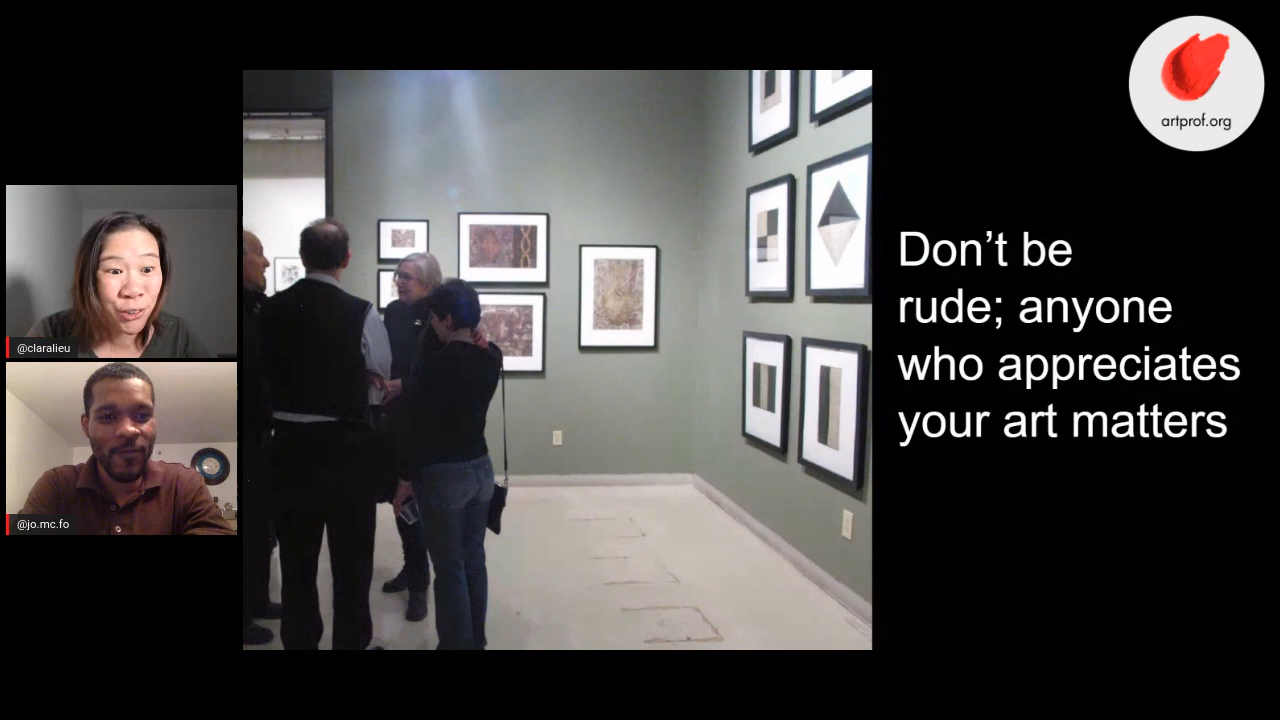 artprof.org
Don’t be
rude; anyone
who appreciates
your art matters
@claralieu
@jo.mc.fo